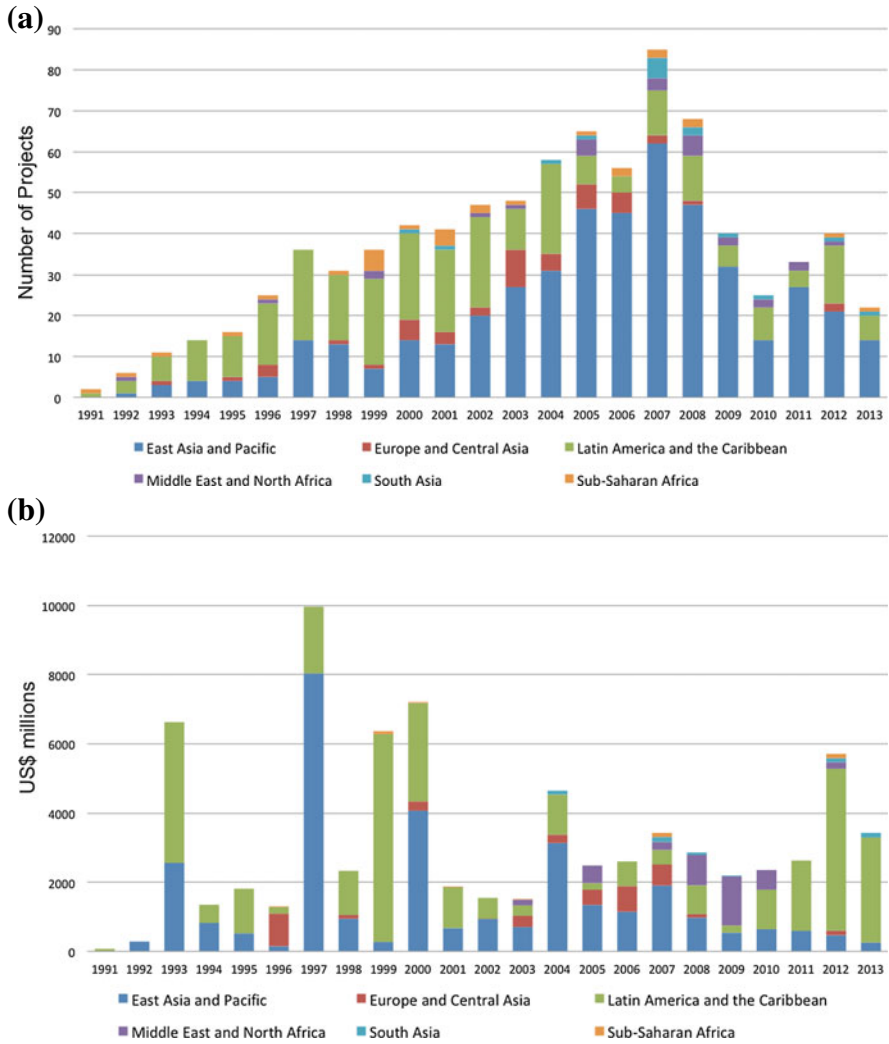 (a)
90
80
70
60
50
40
30
20
10
0
Number of Projects
1991 1992 1993 1994 1995 1996 1997 1998 1999 2000 2001 2002 2003 2004 2005 2006 2007 2008 2009 2010 2011 2012 2013
East Asia and Pacific Europe and Central Asia Latin America and the Caribbean
Middle East and North Africa South Asia Sub-Saharan Africa
(b)
12000
10000
8000
6000
4000
2000
0
US$ millions
1991 1992 1993 1994 1995 1996 1997 1998 1999 2000 2001 2002 2003 2004 2005 2006 2007 2008 2009 2010 2011 2012 2013
East Asia and Pacific Europe and Central Asia Latin America and the Caribbean
Middle East and North Africa South Asia Sub-Saharan Africa